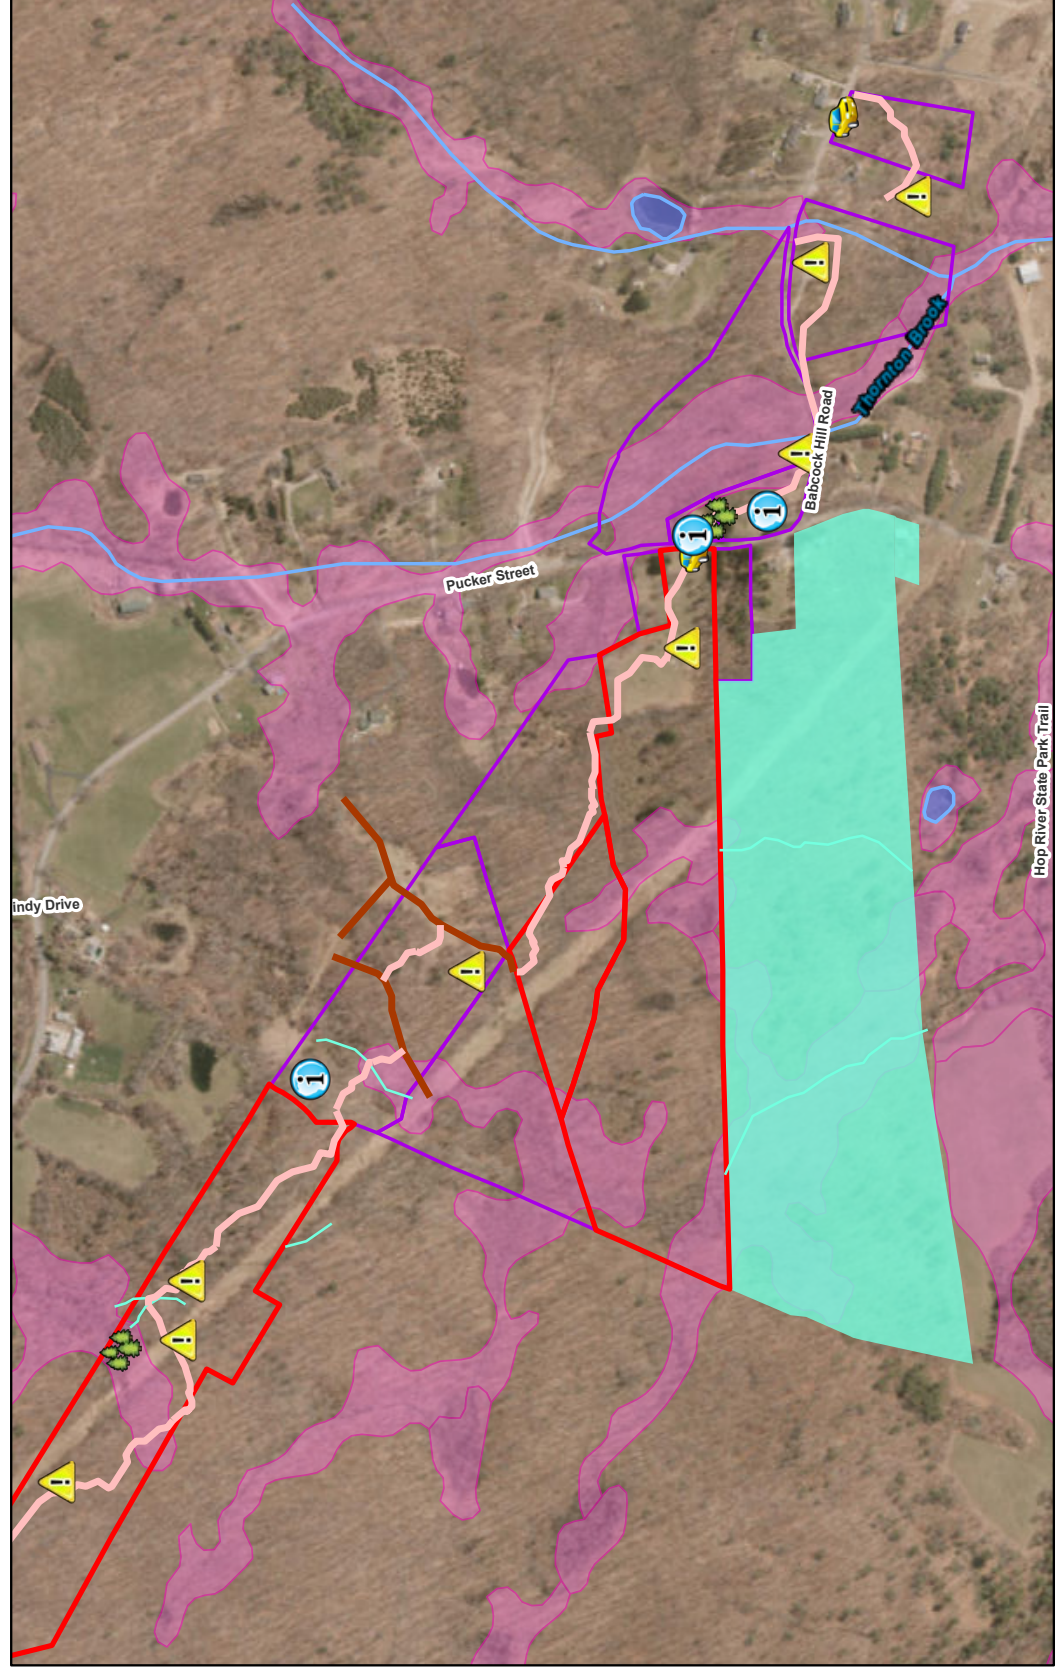 Thornton Brook
Babcock Hill Road
Pucker Street
Hop River State Park Trail
indy Drive